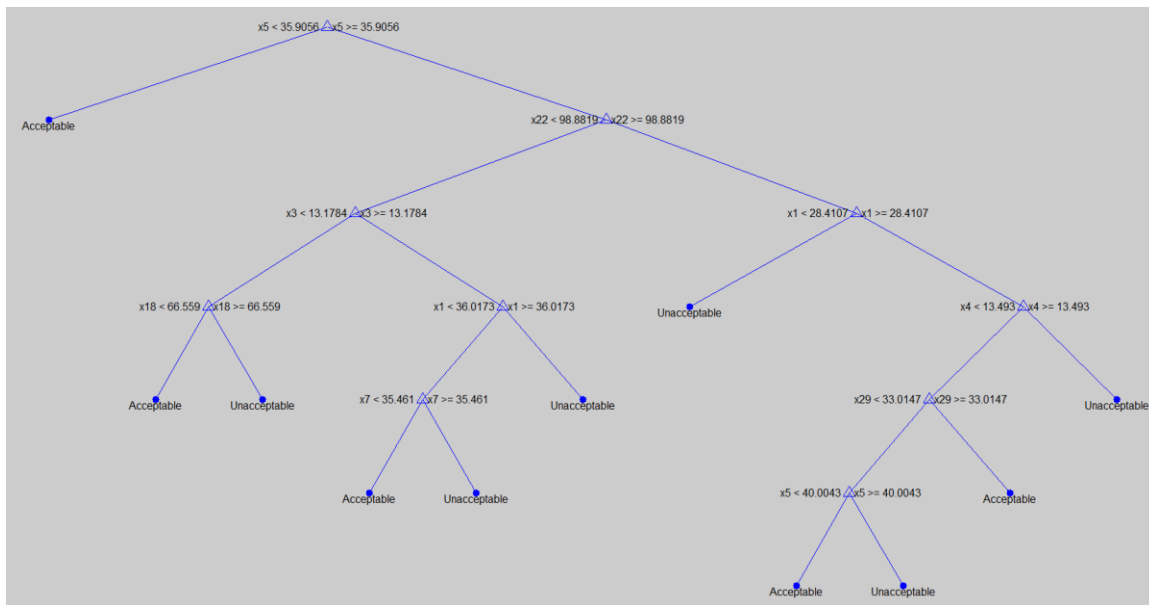 x5 < 35.9056 x5 >= 35.9056
Acceptable
x22 < 98.8819 x22 >= 98.8819
x3 < 13.1784 x3 >= 13.1784
x1 < 28.4107 x1 >= 28.4107
x18 < 66.559 x18 >= 66.559
x1 < 36.0173 x1 >= 36.0173
Unacceptable
x4 < 13.493 x4 >= 13.493
Acceptable
Unacceptable
x7 < 35.461 x7 >= 35.461
Unacceptable
x29 < 33.0147 x29 >= 33.0147
Unacceptable
Acceptable
Unacceptable
x5 < 40.0043 x5 >= 40.0043
Acceptable
Acceptable
Unacceptable